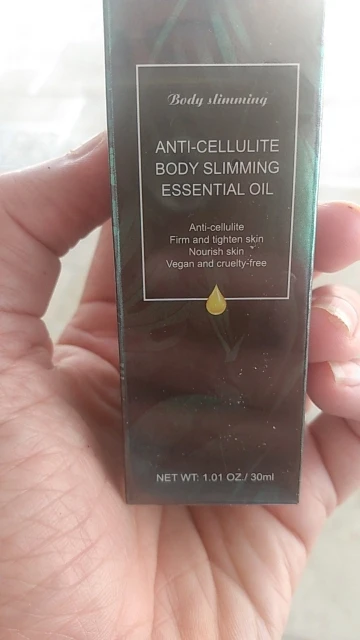 Body slimming
ANTI-CELLULITE
BODY SLIMMING
ESSENTIAL OIL
Anti-cellulite
Firm and tighten skin
Nourish skin
Vegan and cruelty-free
NET WT: 1.01 OZ./ 30ml